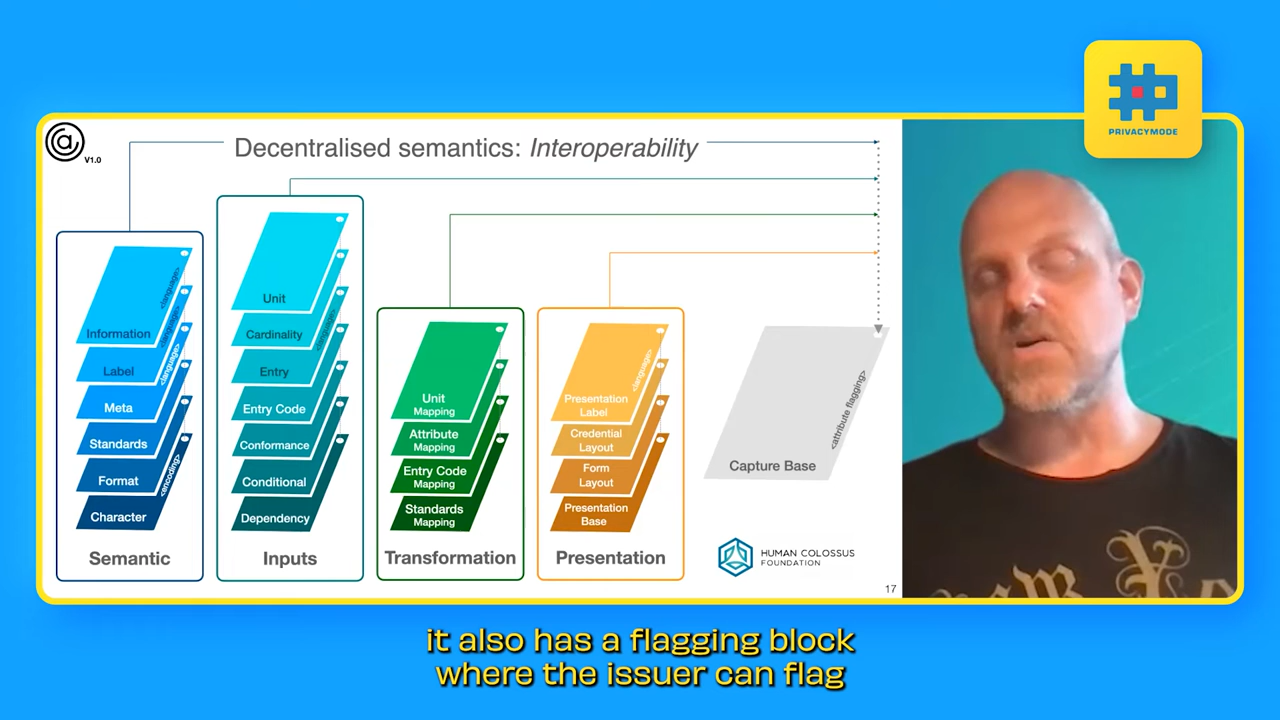 PRIVACYMODE
@
V1.0
Decentralised semantics: Interoperability
Information
<language>
Label
<language>
Meta
<language>
Standards
Format
Character
<encoding>
Semantic
Unit
Cardinality
Entry
<language>
Entry Code
Conformance
Conditional
Dependency
Inputs
Unit
Mapping
Attribute
Mapping
Entry Code
Mapping
Standards
Mapping
Transformation
Presentation
Label
<language>
Credential
Layout
Form
Layout
Presentation
Base
Presentation
Capture Base
<attribute flagging>
HUMAN COLOSSUS
FOUNDATION
17
it also has a flagging block
where the issuer can flag